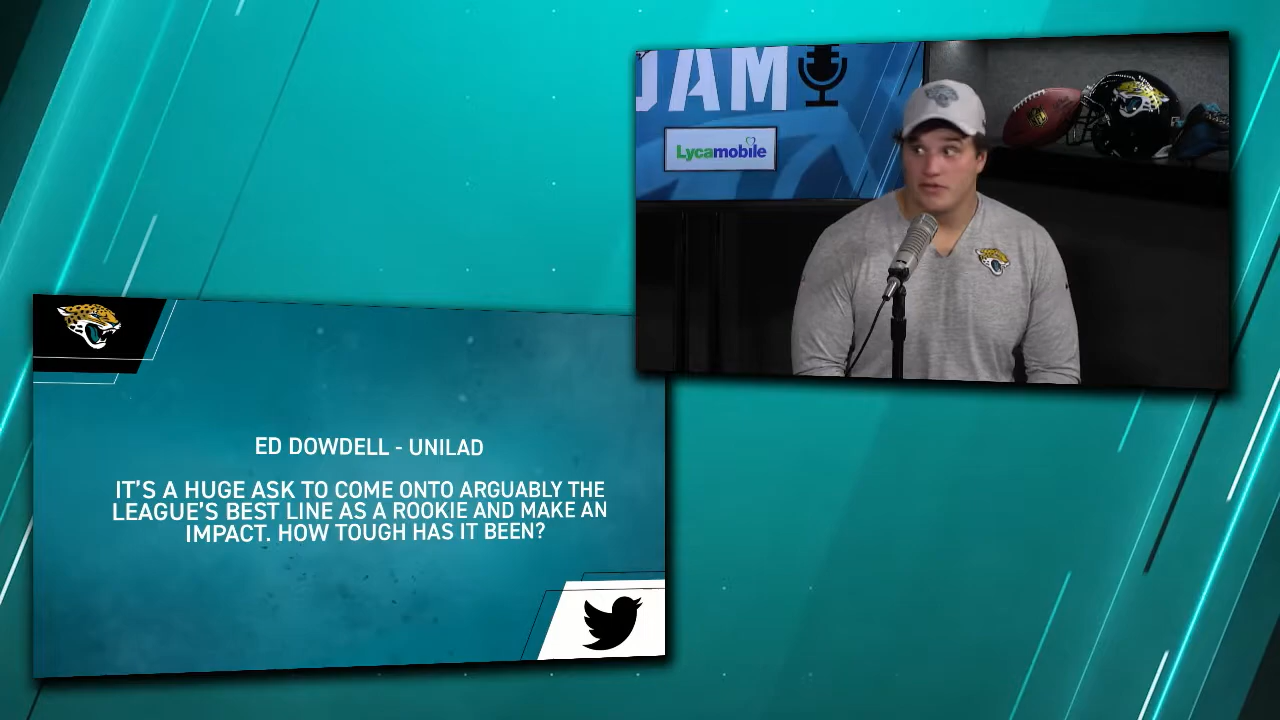 JAM
Lycamobile
ED DOWDELL - UNILAD
IT'S A HUGE ASK TO COME ONTO ARGUABLY THE
LEAGUE'S BEST LINE AS A ROOKIE AND MAKE AN
IMPACT. HOW TOUGH HAS IT BEEN?